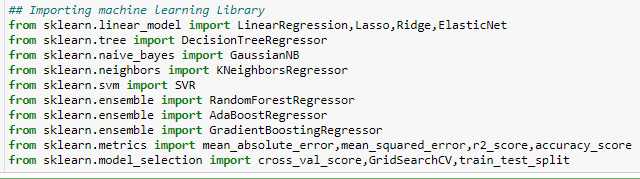 ## Importing machine learning Library
from sklearn.linear_model import LinearRegression,Lasso,Ridge,ElasticNet
from sklearn.tree import DecisionTreeRegressor
from sklearn.naive_bayes import GaussianNB
from sklearn.neighbors import KNeighborsRegressor
from sklearn.svm import SVR
from sklearn.ensemble import RandomForestRegressor
from sklearn.ensemble import AdaBoostRegressor
from sklearn.ensemble import GradientBoostingRegressor
from sklearn.metrics import mean_absolute_error,mean_squared_error,r2_score,accuracy_score
from sklearn.model_selection import cross_val_score,GridSearchCV,train_test_split